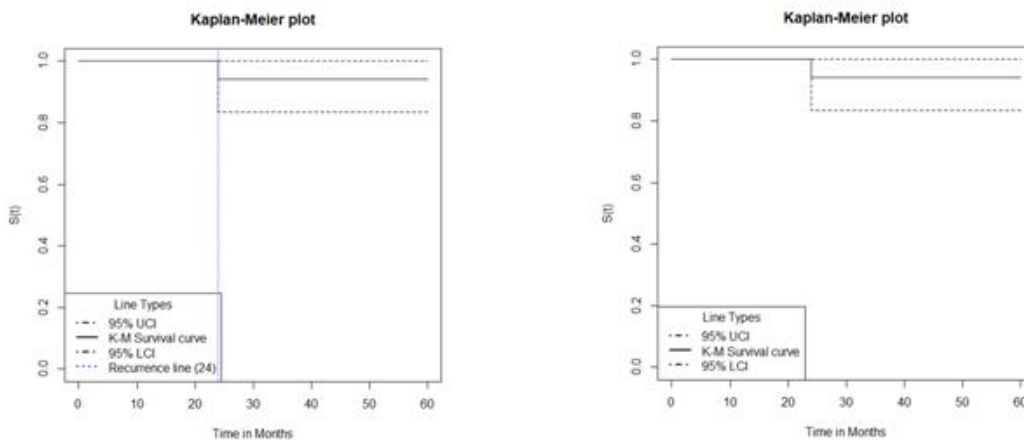 Kaplan-Meier plot
S(t)
1.0
0.8
0.6
0.4
0.2
0.0
Line Types
95% UCI
K-M Survival curve
95% LCI
Recurrence line (24)
0 10 20 30 40 50 60
Time in Months
Kaplan-Meier plot
S(t)
1.0
0.8
0.6
0.4
0.2
0.0
Line Types
95% UCI
K-M Survival curve
95% LCI
0 10 20 30 40 50 60
Time in Months